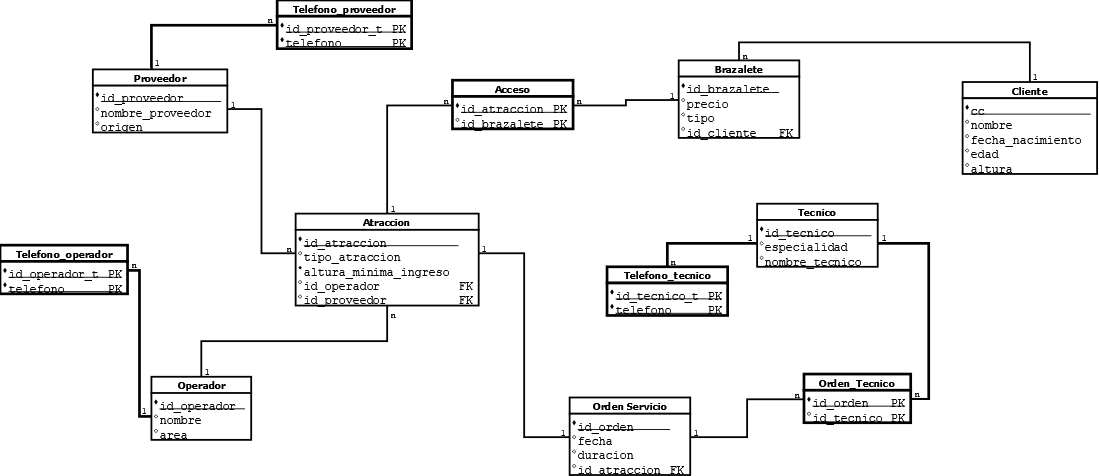 Telefono_proveedor
id_proveedor_t PK
telefono PK
n
1
Proveedor
id_proveedor
nombre_proveedor
origen
1
Acceso
id_atraccion PK
id_brazalete PK
n
n
1
Brazalete
id_brazalete
precio
tipo
id_cliente FK
n
1
1
Cliente
cc
nombre
fecha_nacimiento
edad
altura
Atraccion
id_atraccion
tipo_atraccion
altura_minima_ingreso
id_operador FK
id_proveedor FK
n
1
n
Tecnico
id_tecnico
especialidad
nombre_tecnico
1
1
Telefono_operador
id_operador_t PK
telefono PK
n
Telefono_tecnico
id_tecnico_t PK
telefono PK
n
Operador
id_operador
nombre
area
1
1
Orden Servicio
id_orden
fecha
duracion
id_atraccion FK
1
1
Orden_Tecnico
id_orden PK
id_tecnico PK
n
n